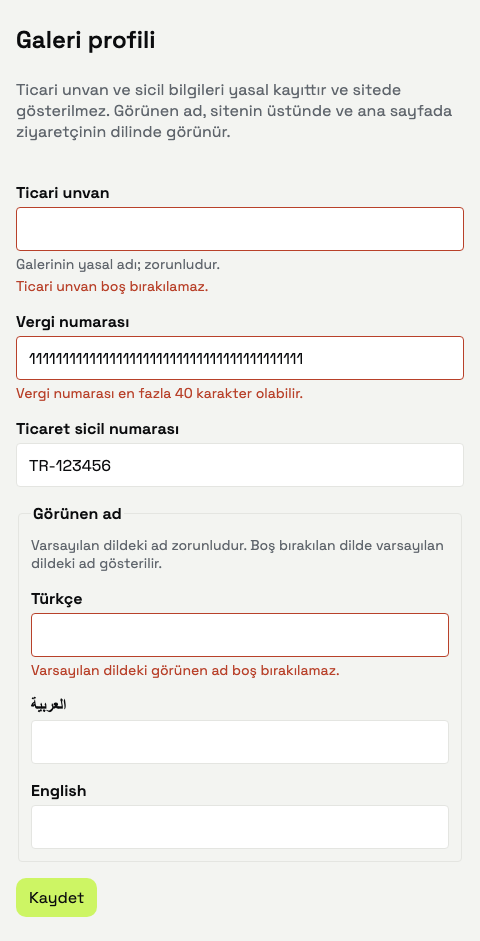 Galeri profili
Ticari unvan ve sicil bilgileri yasal kayıttır ve sitede
gösterilmez. Görünen ad, sitenin üstünde ve ana sayfada
ziyaretçinin dilinde görünür.
Ticari unvan
Galerinin yasal adı; zorunludur.
Ticari unvan boş bırakılamaz.
Vergi numarası
11111111111111111111111111111111111111111
Vergi numarası en fazla 40 karakter olabilir.
Ticaret sicil numarası
TR-123456
Görünen ad
Varsayılan dildeki ad zorunludur. Boş bırakılan dilde varsayılan
dildeki ad gösterilir.
Türkçe
Varsayılan dildeki görünen ad boş bırakılamaz.
العربية
English
Kaydet